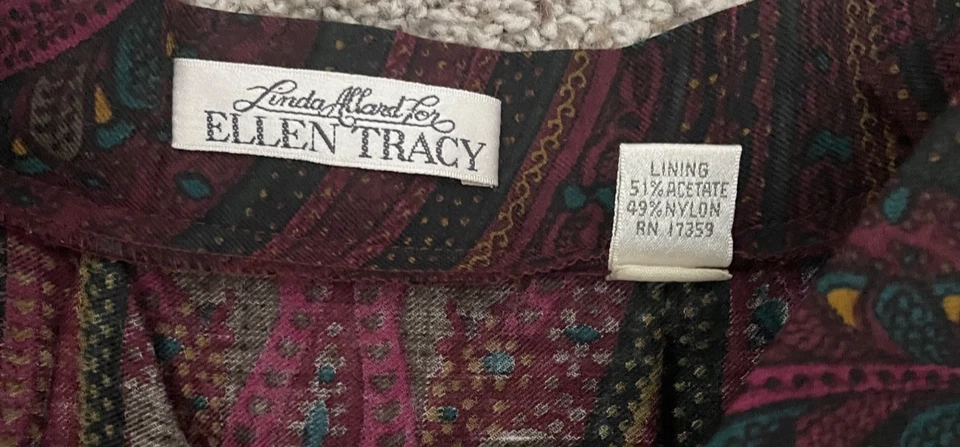 Linda Allard for
ELLEN TRACY
LINING
51% ACETATE
49% NYLON
RN 17359